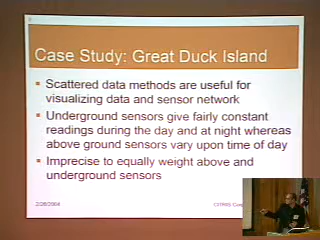 Case Study: Great Duck Island
▪ Scattered data methods are useful for
visualizing data and sensor network
▪ Underground sensors give fairly constant
readings during the day and at night whereas
above ground sensors vary upon time of day
▪ Imprecise to equally weight above and
underground sensors
2/28/2004
CITRIS